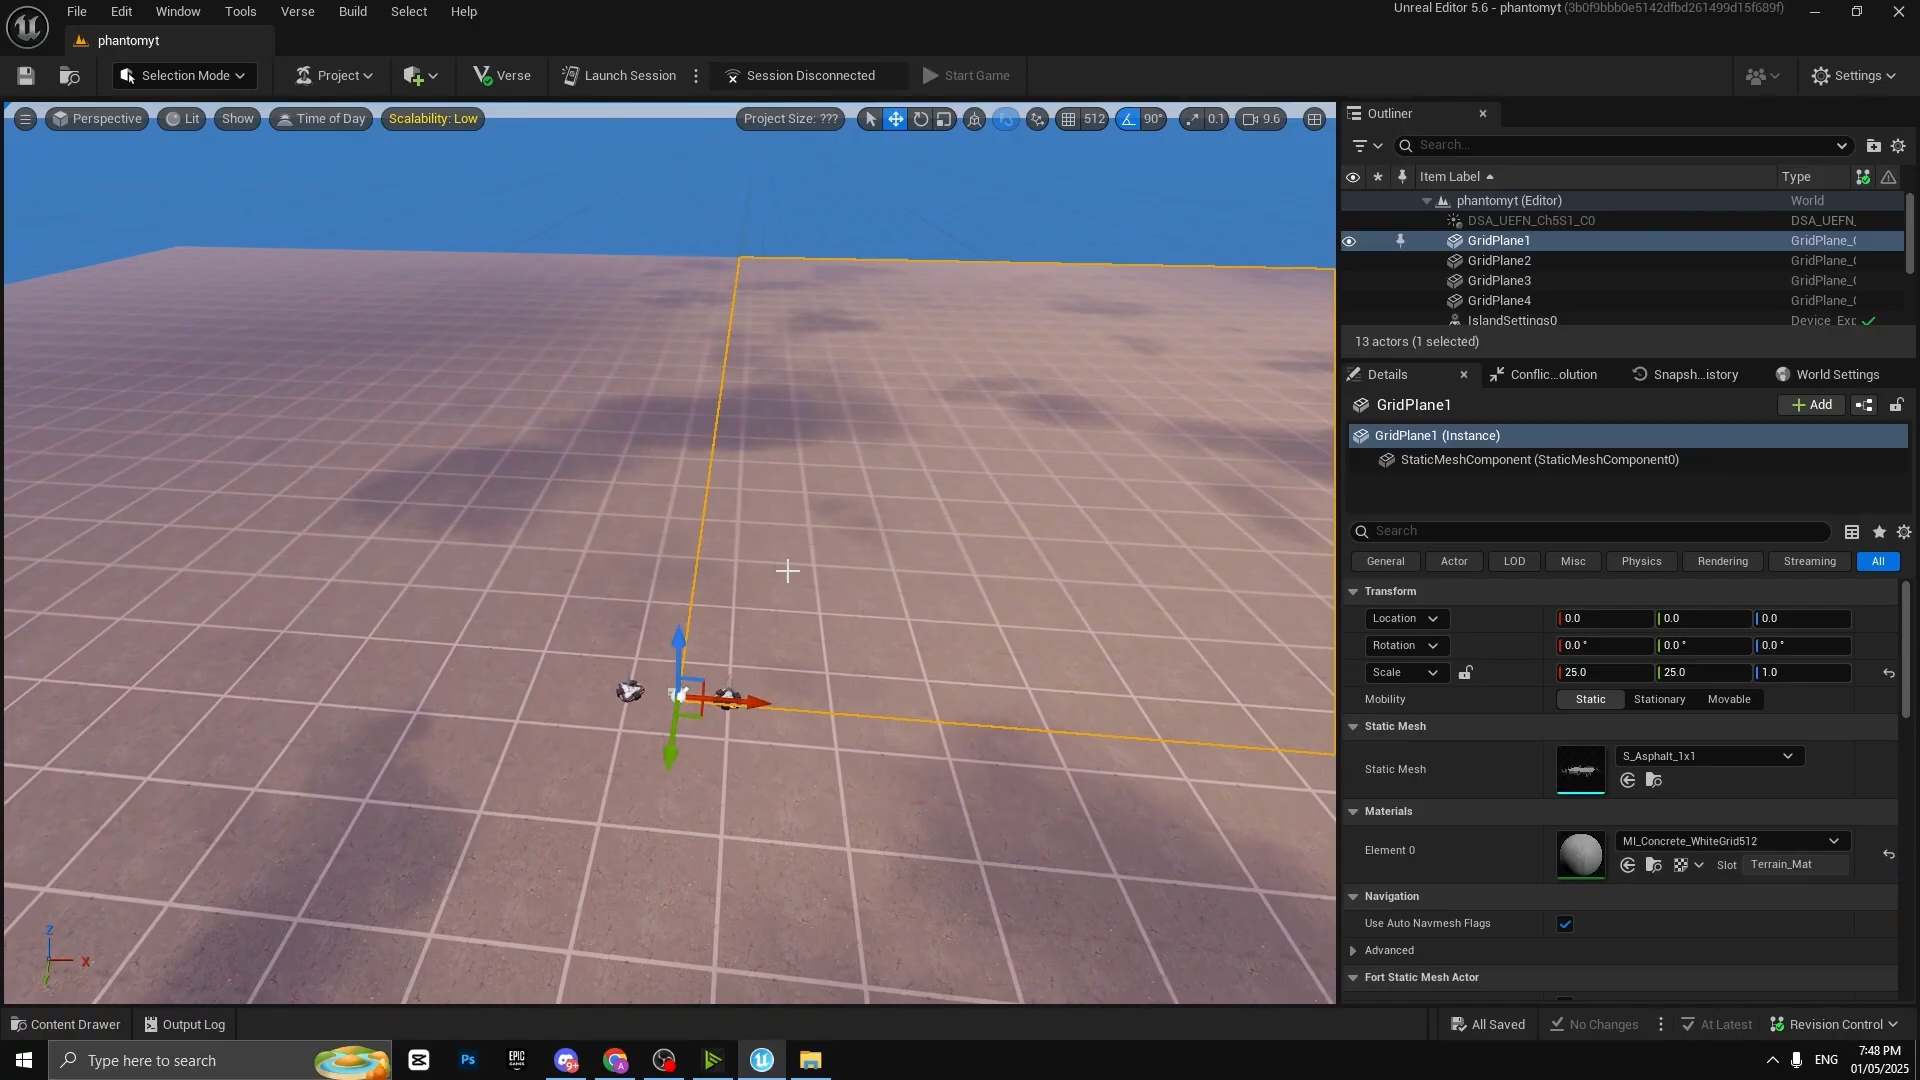 File Edit Window Tools Verse Build Select Help
Unreal Editor 5.6 - phantomyt (3b0f9bbb0e5142dfbd261499d15f689f)
phantomyt
Selection Mode Project Verse Launch Session Session Disconnected Start Game Settings
Perspective Lit Show Time of Day Scalability: Low Project Size: ??? 512 90° 0.1 9.6
Outliner
Search...
Item Label Type
phantomyt (Editor) World
DSA_UEFN_Ch5S1_C0 DSA_UEFN_
GridPlane1 GridPlane_
GridPlane2 GridPlane_
GridPlane3 GridPlane_
GridPlane4 GridPlane_
IslandSettings0 Device_Exp
13 actors (1 selected)
Details Conflic...olution Snapsh...istory World Settings
GridPlane1 Add
GridPlane1 (Instance)
StaticMeshComponent (StaticMeshComponent0)
Search
General Actor LOD Misc Physics Rendering Streaming All
Transform
Location 0.0 0.0 0.0
Rotation 0.0 ° 0.0 ° 0.0 °
Scale 25.0 25.0 1.0
Mobility Static Stationary Movable
Static Mesh
S_Asphalt_1x1
Static Mesh
Materials
MI_Concrete_WhiteGrid512
Element 0
Slot Terrain_Mat
Navigation
Use Auto Navmesh Flags
Advanced
Fort Static Mesh Actor
Z
X
Y
Content Drawer Output Log All Saved No Changes At Latest Revision Control
Type here to search Ps EPIC GAMES 9+ A ENG
7:48 PM
01/05/2025